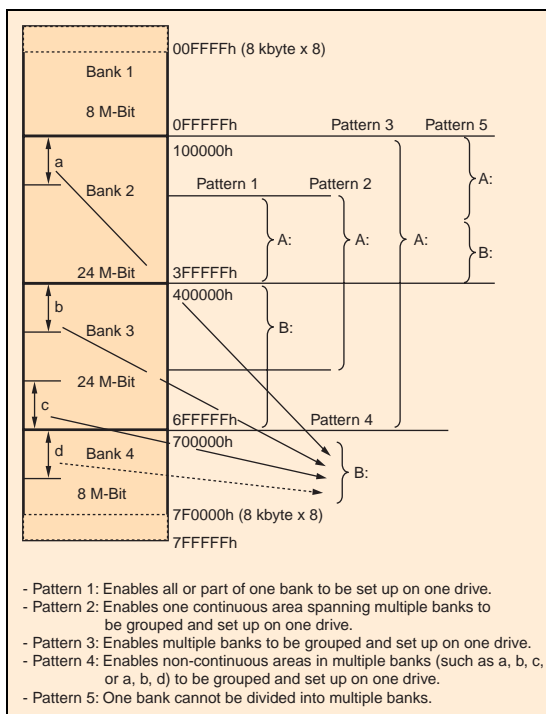 00FFFFh (8 kbyte x 8)
Bank 1
8 M-Bit
0FFFFFh
Pattern 3
Pattern 5
100000h
a
Bank 2
Pattern 1
Pattern 2
A:
A:
A:
A:
B:
24 M-Bit
3FFFFFh
400000h
b
Bank 3
B:
24 M-Bit
c
6FFFFFh
Pattern 4
700000h
d
Bank 4
B:
8 M-Bit
7F0000h (8 kbyte x 8)
7FFFFFh
- Pattern 1: Enables all or part of one bank to be set up on one drive.
- Pattern 2: Enables one continuous area spanning multiple banks to
be grouped and set up on one drive.
- Pattern 3: Enables multiple banks to be grouped and set up on one drive.
- Pattern 4: Enables non-continuous areas in multiple banks (such as a, b, c,
or a, b, d) to be grouped and set up on one drive.
- Pattern 5: One bank cannot be divided into multiple banks.